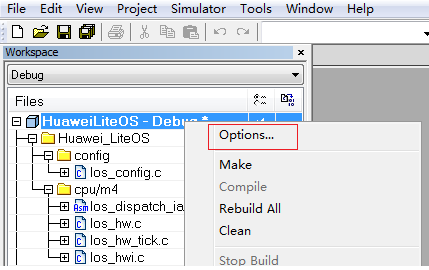 File Edit View Project Simulator Tools Window Help
Workspace
Debug
Files
HuaweiLiteOS - Debug *
Options...
Huawei_LiteOS
config
Make
los_config.c
Compile
cpu/m4
Rebuild All
los_dispatch_ia
Clean
los_hw.c
los_hw_tick.c
Stop Build
los_hwi.c